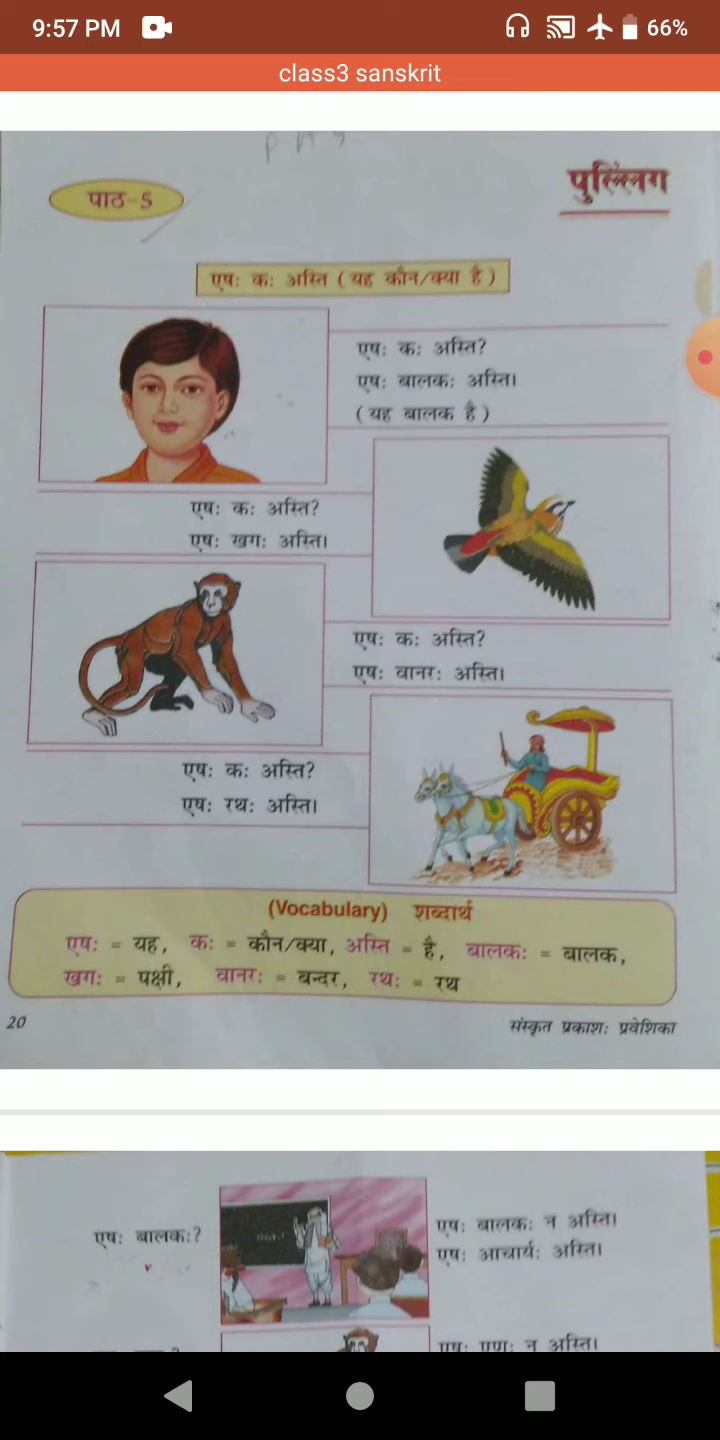 9:57 PM
66%
class3 sanskrit
पाठ-5
पुल्लिंग
एषः कः अस्ति (यह कौन/क्या है)
एषः कः अस्ति?
एषः बालकः अस्ति।
(यह बालक है)
एषः कः अस्ति?
एषः खगः अस्ति।
एषः कः अस्ति?
एषः वानरः अस्ति।
एषः कः अस्ति?
एषः रथः अस्ति।
(Vocabulary) शब्दार्थ
एषः = यह, कः = कौन/क्या, अस्ति = है, बालकः = बालक,
खगः = पक्षी, वानरः = बन्दर, रथः = रथ
20
संस्कृत प्रकाशः प्रवेशिका
एषः बालकः?
एषः बालकः न अस्ति।
एषः आचार्यः अस्ति।
न अस्ति।